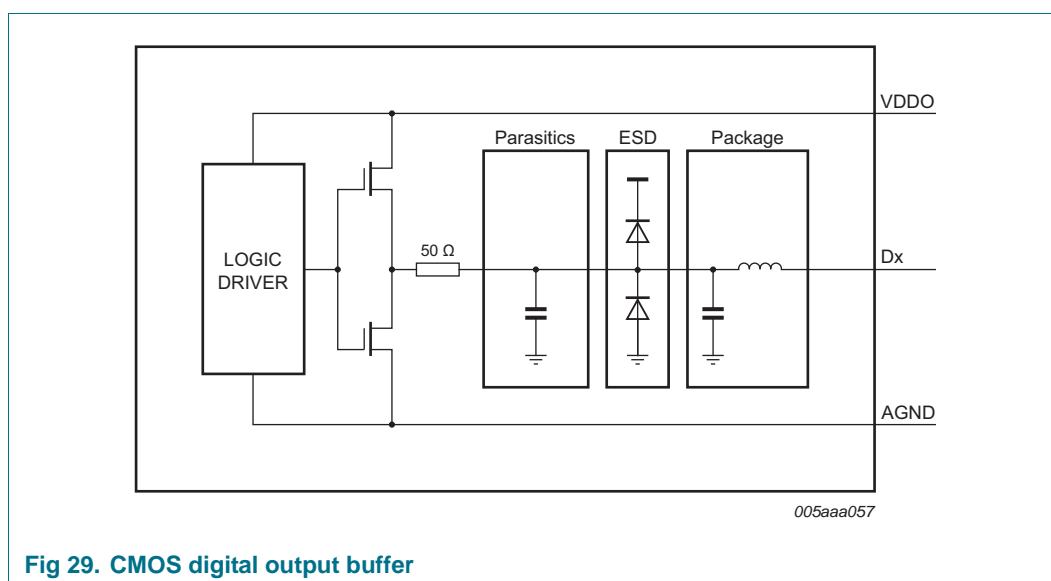 VDDO
Parasitics
ESD
Package
50 Ω
LOGIC
DRIVER
Dx
AGND
005aaa057
Fig 29. CMOS digital output buffer